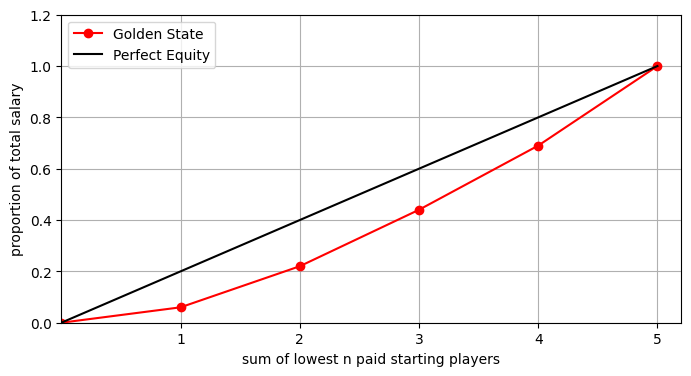 Golden State
Perfect Equity
proportion of total salary
1.2
1.0
0.8
0.6
0.4
0.2
0.0
1 2 3 4 5
sum of lowest n paid starting players